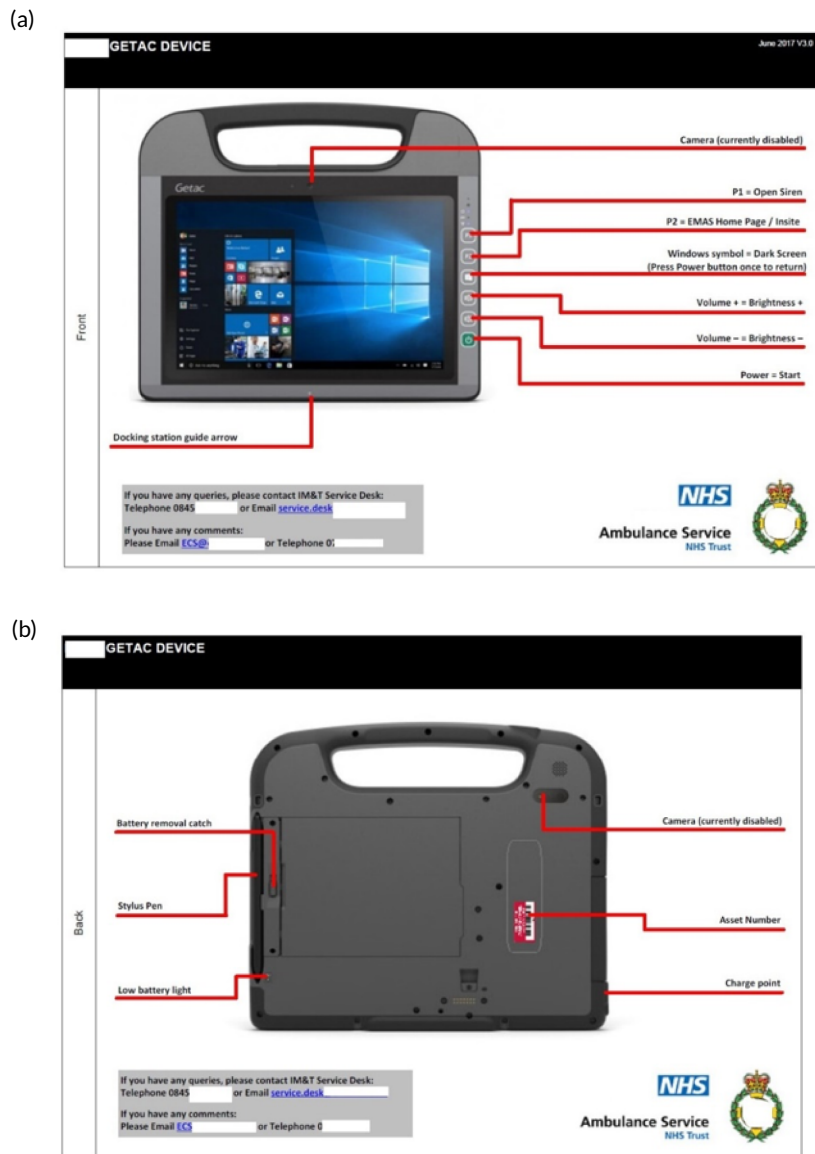 (a)
GETAC DEVICE
June 2017 V3.0
Front
Getac
Camera (currently disabled)
P1 = Open Siren
P2 = EMAS Home Page / Insite
Windows symbol = Dark Screen
(Press Power button once to return)
Volume + = Brightness +
Volume – = Brightness –
Power = Start
Docking station guide arrow
If you have any queries, please contact IM&T Service Desk:
Telephone 0845 or Email service.desk
If you have any comments:
Please Email ECS@ or Telephone 07
NHS
Ambulance Service
NHS Trust
(b)
GETAC DEVICE
Back
Battery removal catch
Camera (currently disabled)
Stylus Pen
Asset Number
Low battery light
Charge point
If you have any queries, please contact IM&T Service Desk:
Telephone 0845 or Email service.desk
If you have any comments:
Please Email ECS or Telephone 0
NHS
Ambulance Service
NHS Trust